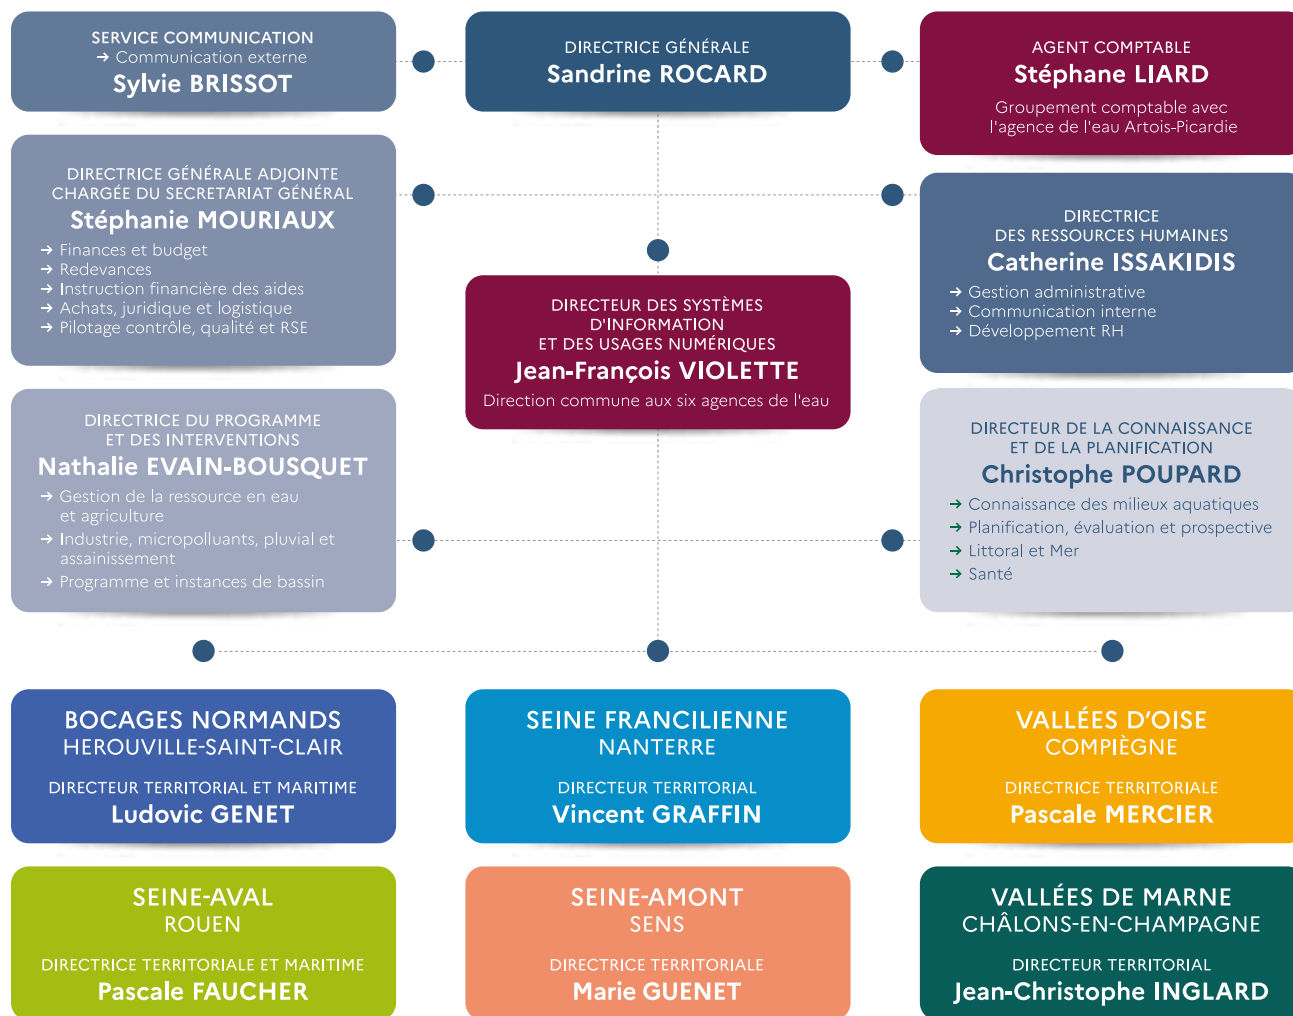 SERVICE COMMUNICATION
→ Communication externe
Sylvie BRISSOT
DIRECTRICE GÉNÉRALE
Sandrine ROCARD
AGENT COMPTABLE
Stéphane LIARD
Groupement comptable avec
l'agence de l'eau Artois-Picardie
DIRECTRICE GÉNÉRALE ADJOINTE
CHARGÉE DU SECRETARIAT GÉNÉRAL
Stéphanie MOURIAUX
→ Finances et budget
→ Redevances
→ Instruction financière des aides
→ Achats, juridique et logistique
→ Pilotage contrôle, qualité et RSE
DIRECTRICE
DES RESSOURCES HUMAINES
Catherine ISSAKIDIS
→ Gestion administrative
→ Communication interne
→ Développement RH
DIRECTEUR DES SYSTÈMES
D'INFORMATION
ET DES USAGES NUMÉRIQUES
Jean-François VIOLETTE
Direction commune aux six agences de l'eau
DIRECTRICE DU PROGRAMME
ET DES INTERVENTIONS
Nathalie EVAIN-BOUSQUET
→ Gestion de la ressource en eau
et agriculture
→ Industrie, micropolluants, pluvial et
assainissement
→ Programme et instances de bassin
DIRECTEUR DE LA CONNAISSANCE
ET DE LA PLANIFICATION
Christophe POUPARD
→ Connaissance des milieux aquatiques
→ Planification, évaluation et prospective
→ Littoral et Mer
→ Santé
BOCAGES NORMANDS
HEROUVILLE-SAINT-CLAIR
DIRECTEUR TERRITORIAL ET MARITIME
Ludovic GENET
SEINE FRANCILIENNE
NANTERRE
DIRECTEUR TERRITORIAL
Vincent GRAFFIN
VALLÉES D'OISE
COMPIÈGNE
DIRECTRICE TERRITORIALE
Pascale MERCIER
SEINE-AVAL
ROUEN
DIRECTRICE TERRITORIALE ET MARITIME
Pascale FAUCHER
SEINE-AMONT
SENS
DIRECTRICE TERRITORIALE
Marie GUENET
VALLÉES DE MARNE
CHÂLONS-EN-CHAMPAGNE
DIRECTEUR TERRITORIAL
Jean-Christophe INGLARD